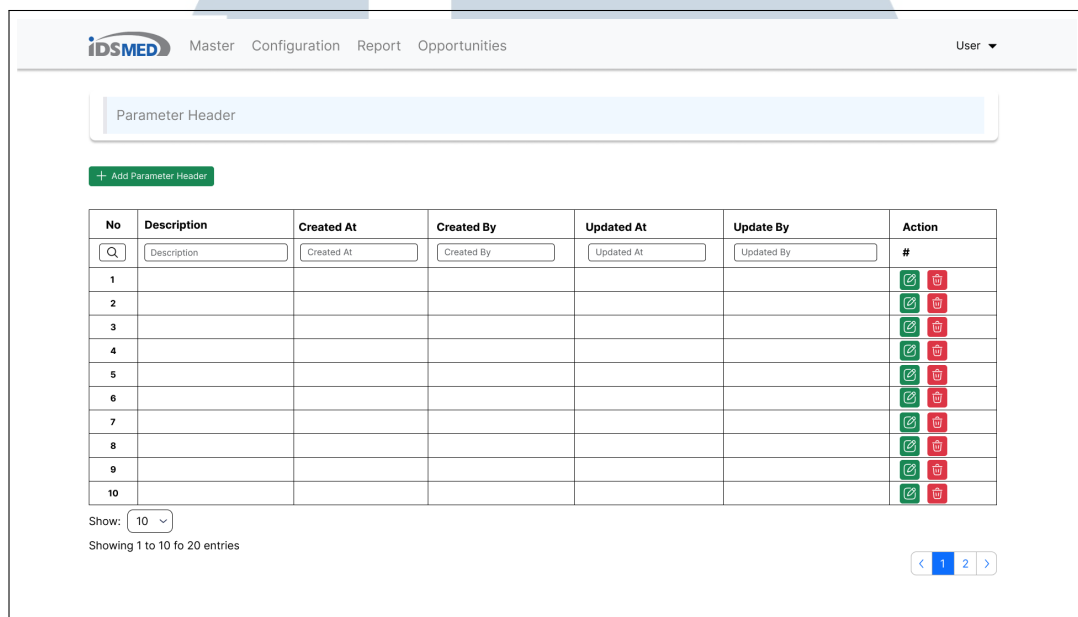 iDSMED Master Configuration Report Opportunities User
Parameter Header
+ Add Parameter Header
No Description Created At Created By Updated At Update By Action
Description Created At Created By Updated At Updated By #
1
2
3
4
5
6
7
8
9
10
Show: 10
Showing 1 to 10 fo 20 entries
< 1 2 >